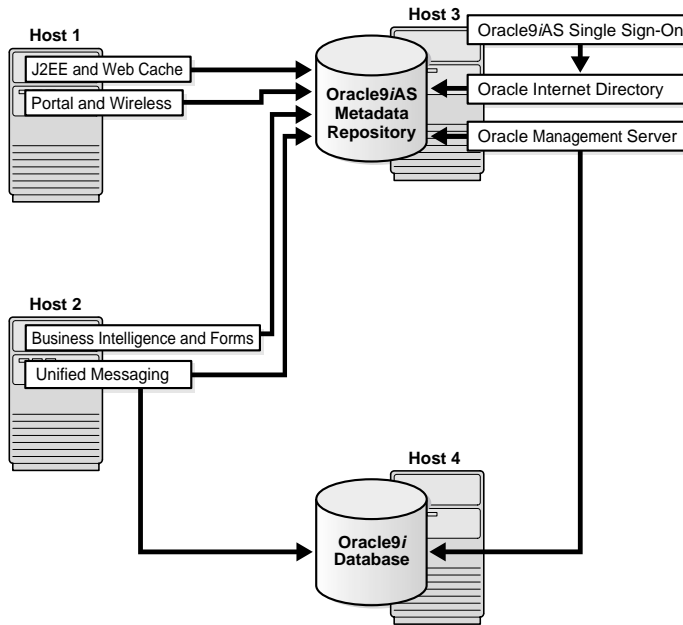 Host 1
J2EE and Web Cache
Portal and Wireless
Host 3
Oracle9iAS
Metadata
Repository
Oracle9iAS Single Sign-On
Oracle Internet Directory
Oracle Management Server
Host 2
Business Intelligence and Forms
Unified Messaging
Host 4
Oracle9i
Database